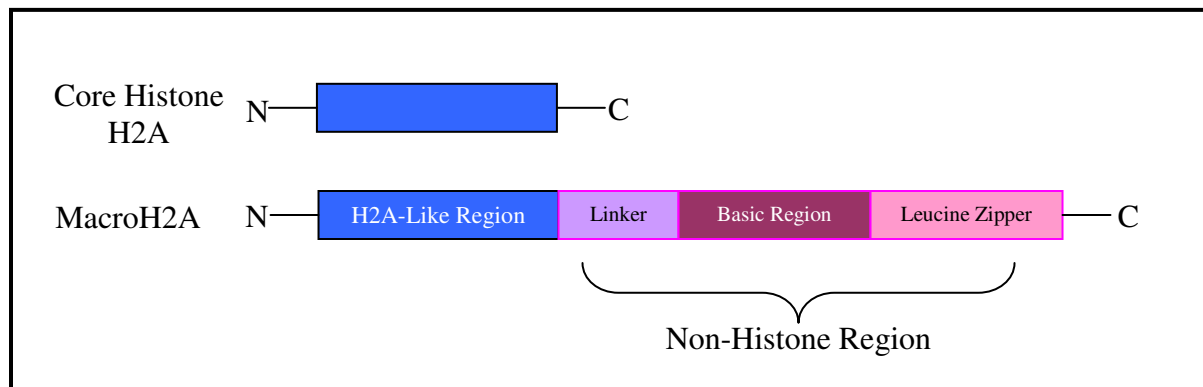 Core Histone
H2A
N
C
MacroH2A
N
H2A-Like Region
Linker
Basic Region
Leucine Zipper
C
Non-Histone Region